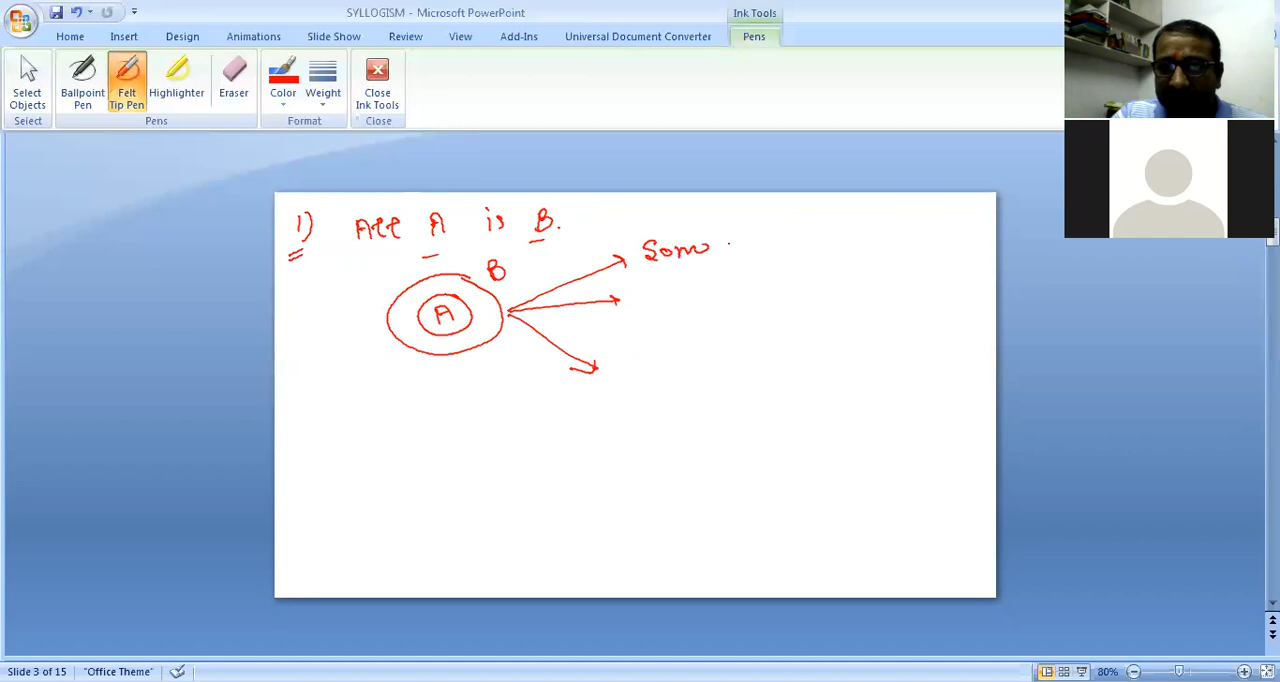 SYLLOGISM - Microsoft PowerPoint
Ink Tools
Home Insert Design Animations Slide Show Review View Add-Ins Universal Document Converter Pens
Select Objects
Ballpoint Pen
Felt Tip Pen
Highlighter
Eraser
Color
Weight
Close Ink Tools
Select Pens Format Close
1) All A is B.
B
A
Some
Slide 3 of 15 "Office Theme" 80%